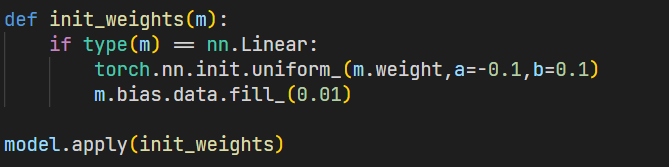 def init_weights(m):
    if type(m) == nn.Linear:
        torch.nn.init.uniform_(m.weight,a=-0.1,b=0.1)
        m.bias.data.fill_(0.01)

model.apply(init_weights)